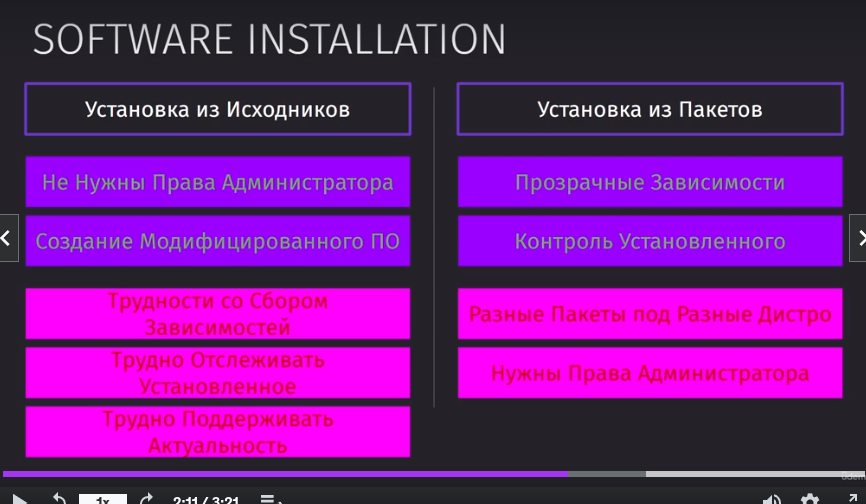 SOFTWARE INSTALLATION
Установка из Исходников
Не Нужны Права Администратора
Создание Модифицированного ПО
Трудности со Сбором
Зависимостей
Трудно Отслеживать
Установленное
Трудно Поддерживать
Актуальность
Установка из Пакетов
Прозрачные Зависимости
Контроль Установленного
Разные Пакеты под Разные Дистро
Нужны Права Администратора
1x
2:11 / 3:21